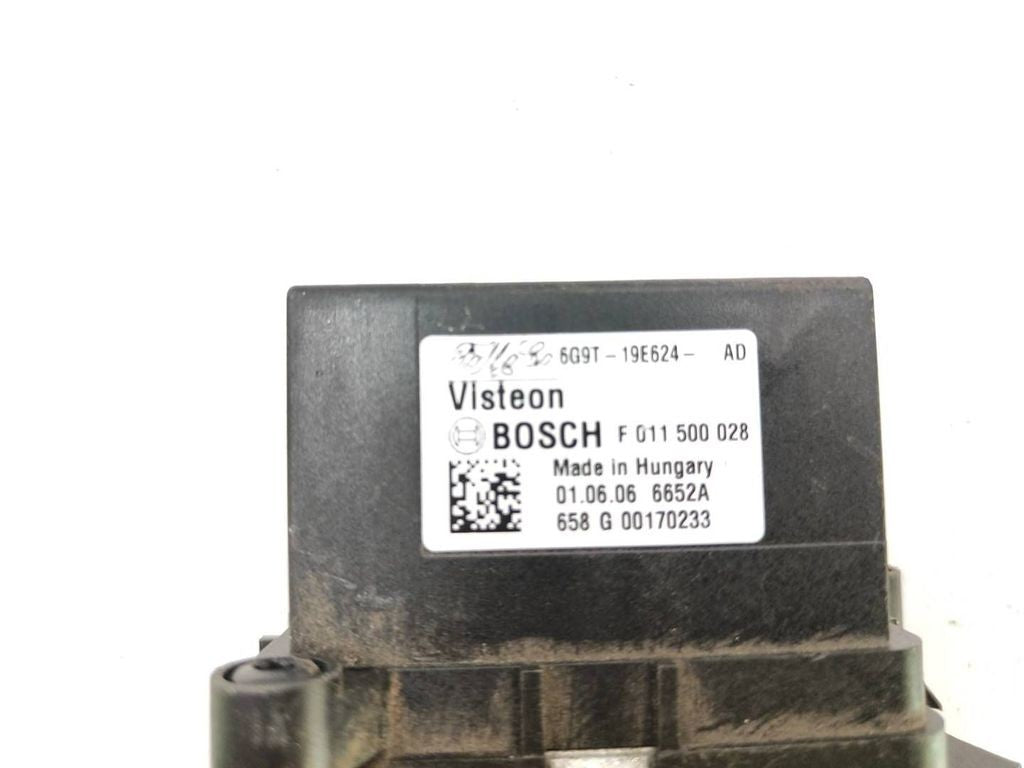 6G9T - 19E624 - AD
Visteon
BOSCH F 011 500 028
Made in Hungary
01.06.06 6652A
658 G 00170233